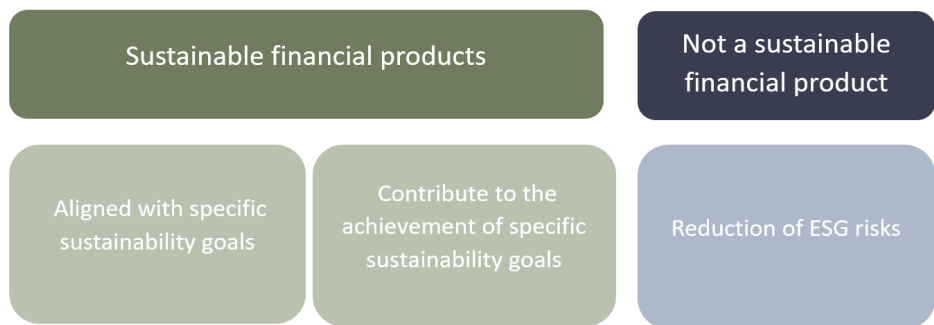 Sustainable financial products
Not a sustainable
financial product
Aligned with specific
sustainability goals
Contribute to the
achievement of specific
sustainability goals
Reduction of ESG risks